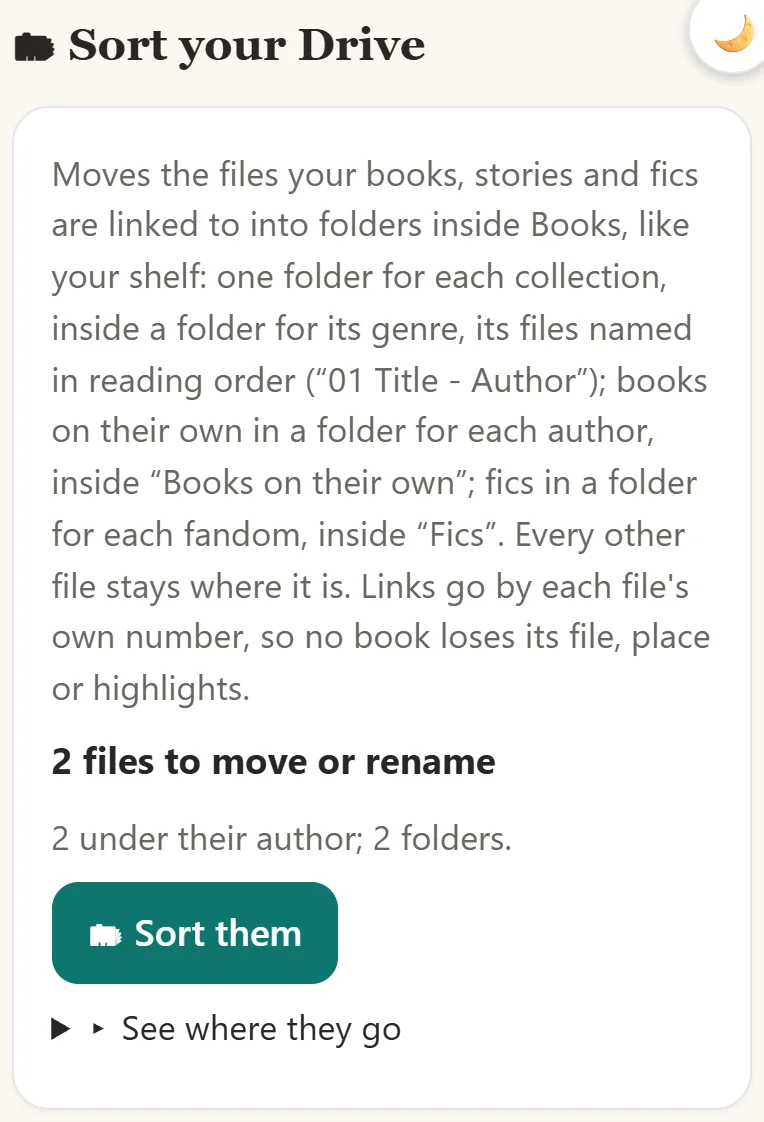 Sort your Drive
Moves the files your books, stories and fics
are linked to into folders inside Books, like
your shelf: one folder for each collection,
inside a folder for its genre, its files named
in reading order (“01 Title - Author”); books
on their own in a folder for each author,
inside “Books on their own”; fics in a folder
for each fandom, inside “Fics”. Every other
file stays where it is. Links go by each file's
own number, so no book loses its file, place
or highlights.
2 files to move or rename
2 under their author; 2 folders.
Sort them
See where they go